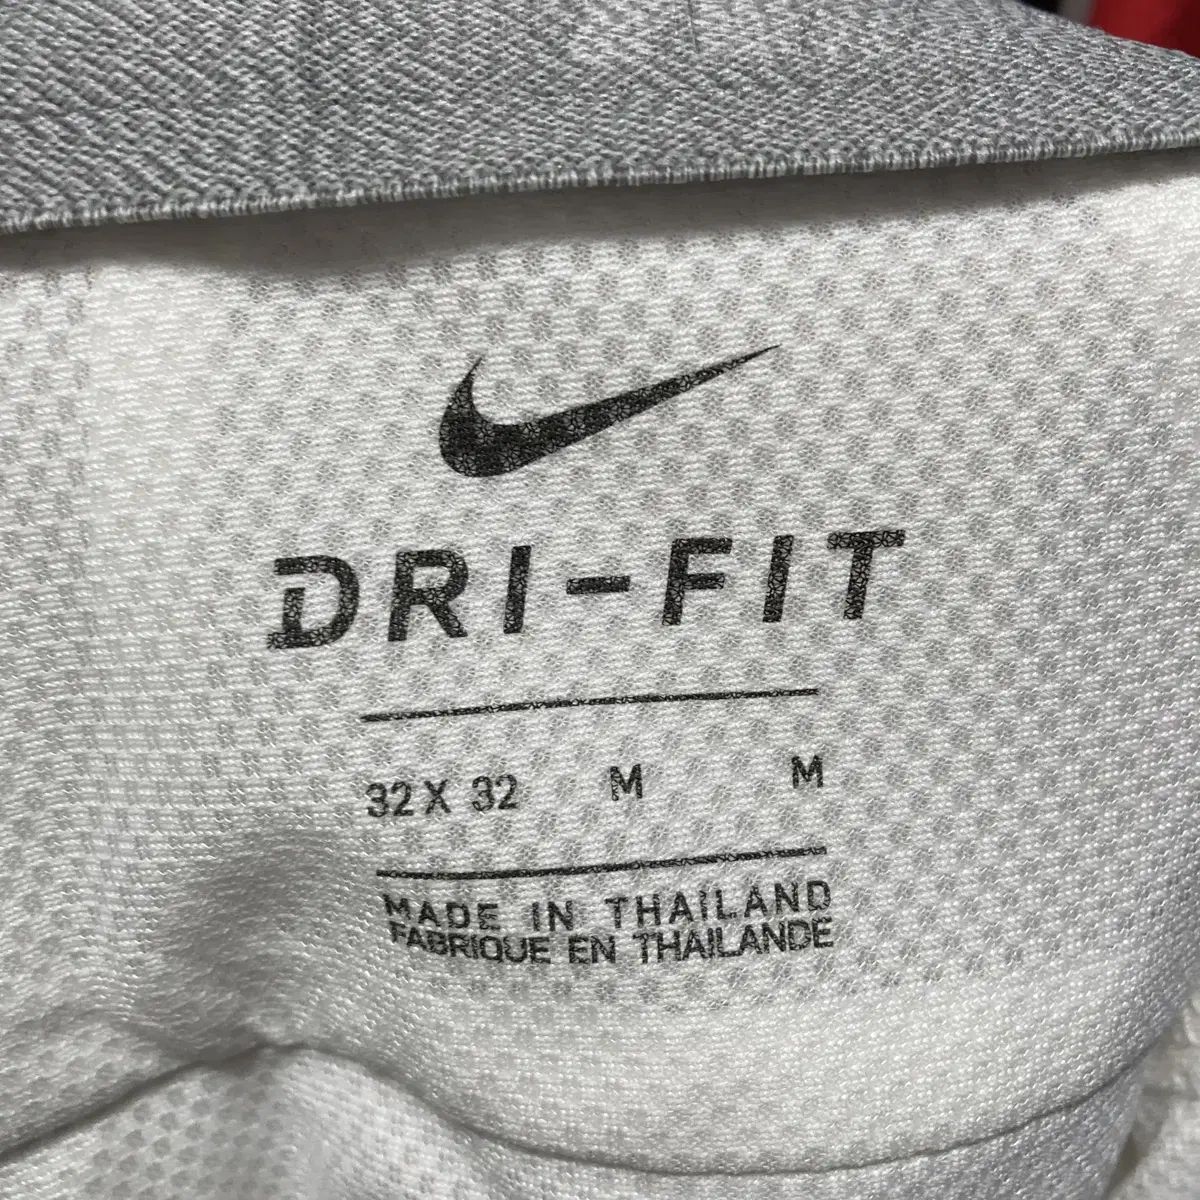 DRI-FIT
32 X 32 M M
MADE IN THAILAND
FABRIQUE EN THAILANDE